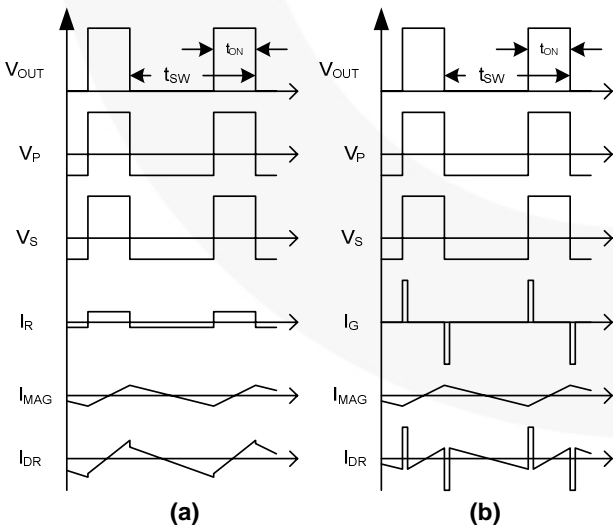 VOUT
tON
tSW
VP
VS
IR
IMAG
IDR
(a)
VOUT
tON
tSW
VP
VS
IG
IMAG
IDR
(b)